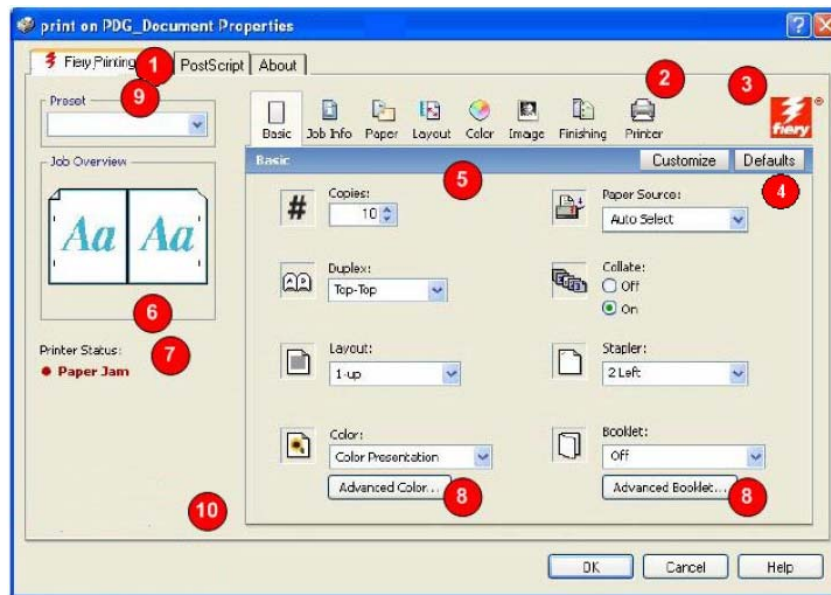 print on PDG_Document Properties
Fiery Printing
1
PostScript
About
2
3
9
Preset
Basic
Job Info
Paper
Layout
Color
Image
Finishing
Printer
fiery
®
Job Overview
Basic
Customize
Defaults
5
4
Aa Aa
Copies:
10
Paper Source:
Auto Select
Duplex:
Top-Top
Collate:
Off
On
6
Printer Status:
7
Paper Jam
Layout:
1-up
Stapler:
2 Left
Color:
Color Presentation
Booklet:
Off
Advanced Color...
8
Advanced Booklet...
8
10
OK
Cancel
Help